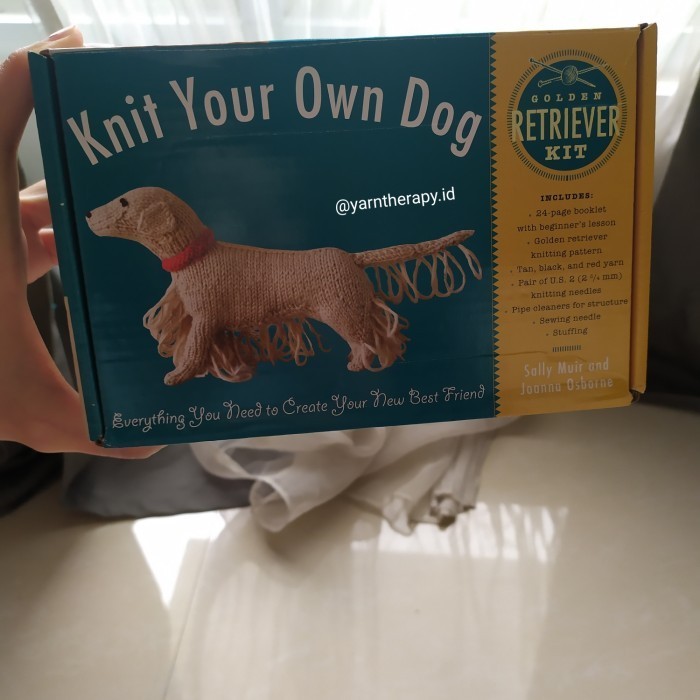 Knit Your Own Dog
@yarntherapy.id
Everything You Need to Create Your New Best Friend
GOLDEN
RETRIEVER
KIT
INCLUDES:
. 24-page booklet
with beginner's lesson
. Golden retriever
knitting pattern
. Tan, black, and red yarn
. Pair of U.S. 2 (2 3/4 mm)
knitting needles
. Pipe cleaners for structure
. Sewing needle
. Stuffing
Sally Muir and
Joanna Osborne